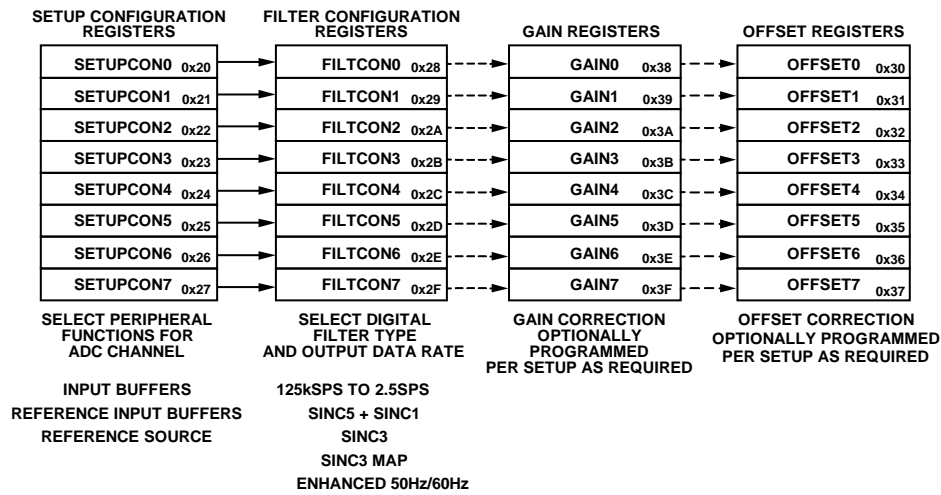 SETUP CONFIGURATION
REGISTERS
SETUPCON0 0x20
SETUPCON1 0x21
SETUPCON2 0x22
SETUPCON3 0x23
SETUPCON4 0x24
SETUPCON5 0x25
SETUPCON6 0x26
SETUPCON7 0x27
SELECT PERIPHERAL
FUNCTIONS FOR
ADC CHANNEL
INPUT BUFFERS
REFERENCE INPUT BUFFERS
REFERENCE SOURCE
FILTER CONFIGURATION
REGISTERS
FILTCON0 0x28
FILTCON1 0x29
FILTCON2 0x2A
FILTCON3 0x2B
FILTCON4 0x2C
FILTCON5 0x2D
FILTCON6 0x2E
FILTCON7 0x2F
SELECT DIGITAL
FILTER TYPE
AND OUTPUT DATA RATE
125kSPS TO 2.5SPS
SINC5 + SINC1
SINC3
SINC3 MAP
ENHANCED 50Hz/60Hz
GAIN REGISTERS
GAIN0 0x38
GAIN1 0x39
GAIN2 0x3A
GAIN3 0x3B
GAIN4 0x3C
GAIN5 0x3D
GAIN6 0x3E
GAIN7 0x3F
GAIN CORRECTION
OPTIONALLY
PROGRAMMED
PER SETUP AS REQUIRED
OFFSET REGISTERS
OFFSET0 0x30
OFFSET1 0x31
OFFSET2 0x32
OFFSET3 0x33
OFFSET4 0x34
OFFSET5 0x35
OFFSET6 0x36
OFFSET7 0x37
OFFSET CORRECTION
OPTIONALLY PROGRAMMED
PER SETUP AS REQUIRED